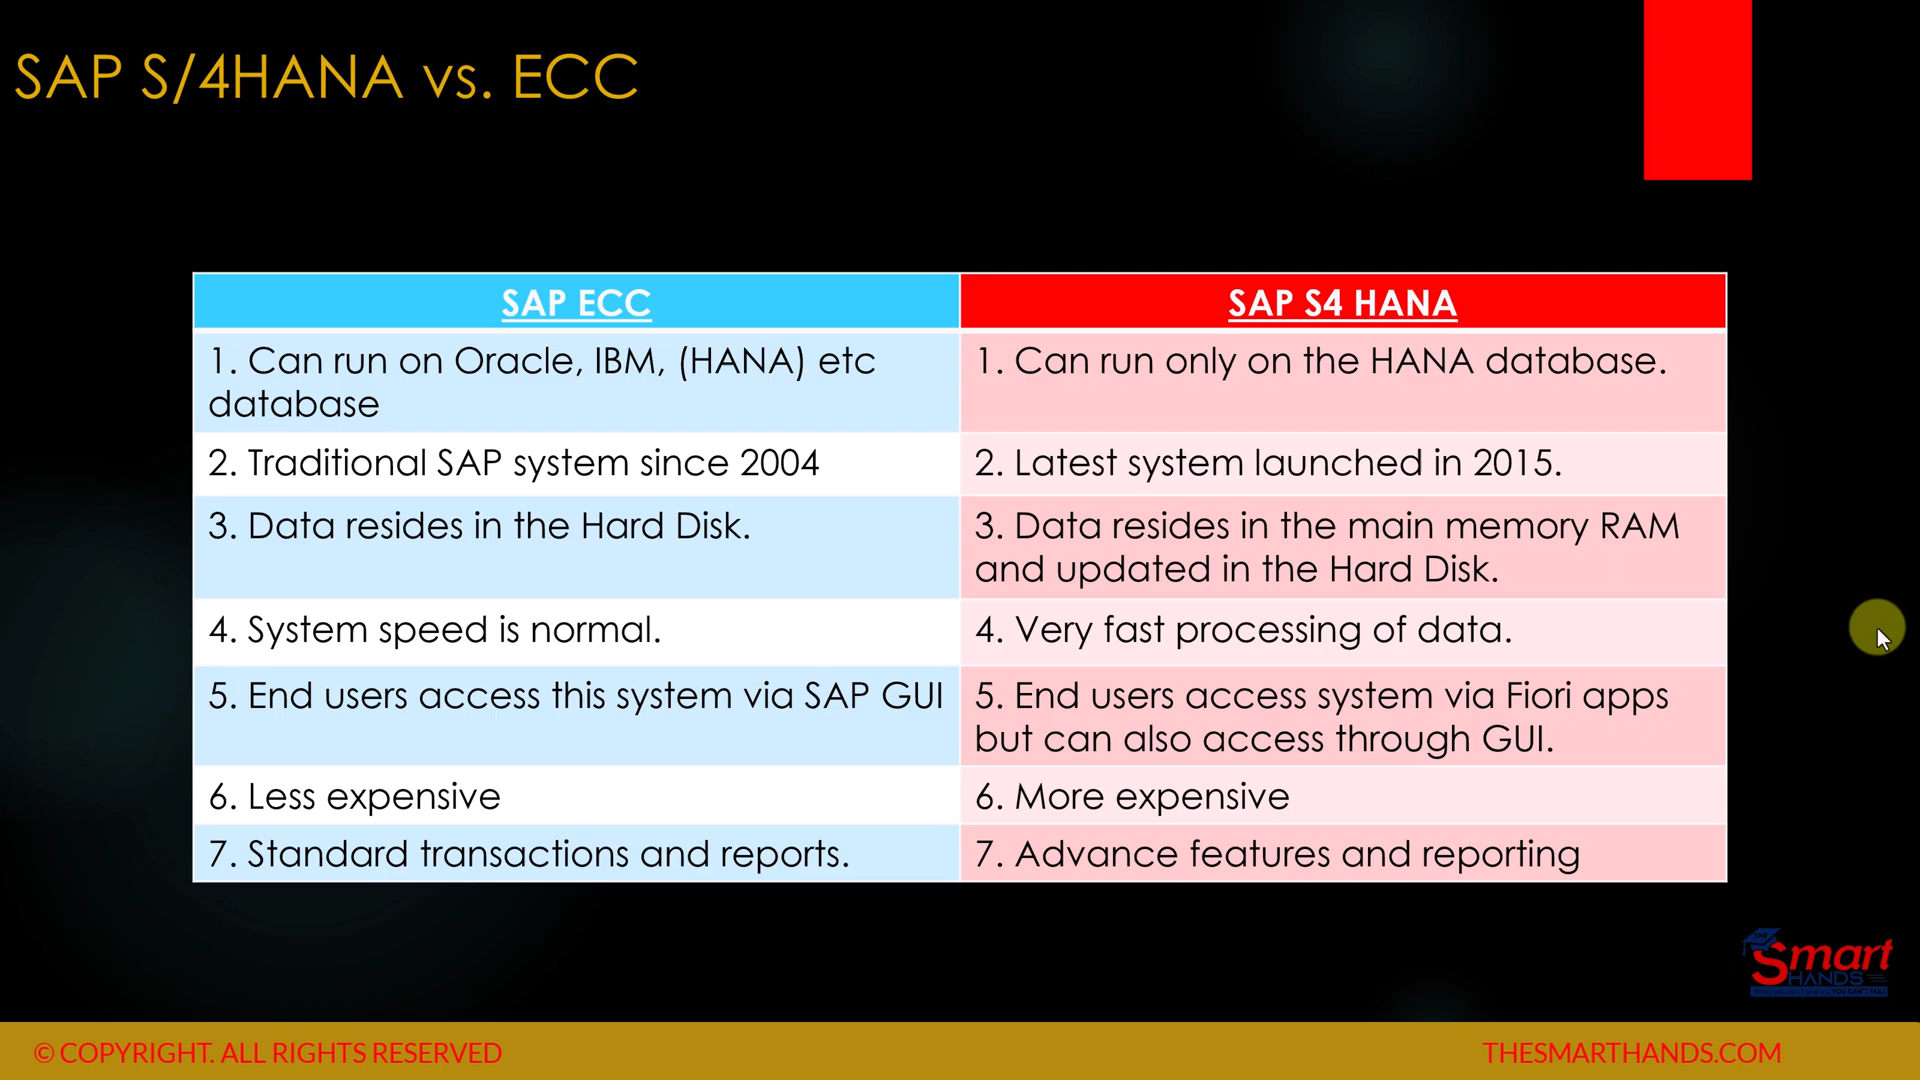 SAP S/4HANA vs. ECC
SAP ECC
SAP S4 HANA
1. Can run on Oracle, IBM, (HANA) etc
database
1. Can run only on the HANA database.
2. Traditional SAP system since 2004
2. Latest system launched in 2015.
3. Data resides in the Hard Disk.
3. Data resides in the main memory RAM
and updated in the Hard Disk.
4. System speed is normal.
4. Very fast processing of data.
5. End users access this system via SAP GUI
5. End users access system via Fiori apps
but can also access through GUI.
6. Less expensive
6. More expensive
7. Standard transactions and reports.
7. Advance features and reporting
THE
Smart
HANDS
© COPYRIGHT. ALL RIGHTS RESERVED
THESMARTHANDS.COM